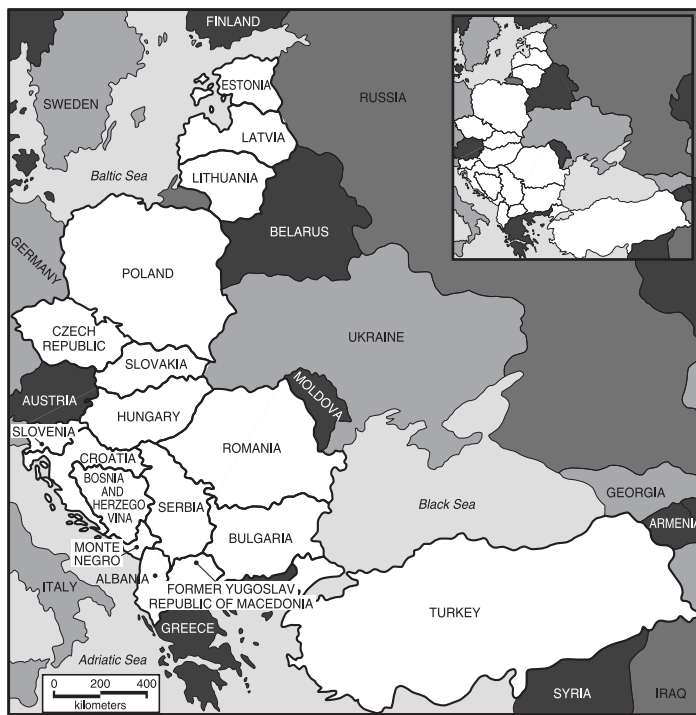 FINLAND
SWEDEN
ESTONIA
RUSSIA
LATVIA
Baltic Sea
LITHUANIA
BELARUS
GERMANY
POLAND
CZECH
REPUBLIC
UKRAINE
SLOVAKIA
AUSTRIA
MOLDOVA
HUNGARY
SLOVENIA
ROMANIA
CROATIA
BOSNIA
AND
HERZEGO
VINA
SERBIA
Black Sea
GEORGIA
ARMENIA
BULGARIA
MONTE
NEGRO
ALBANIA
ITALY
FORMER YUGOSLAV
REPUBLIC OF MACEDONIA
TURKEY
GREECE
Adriatic Sea
SYRIA
IRAQ
0 200 400
kilometers